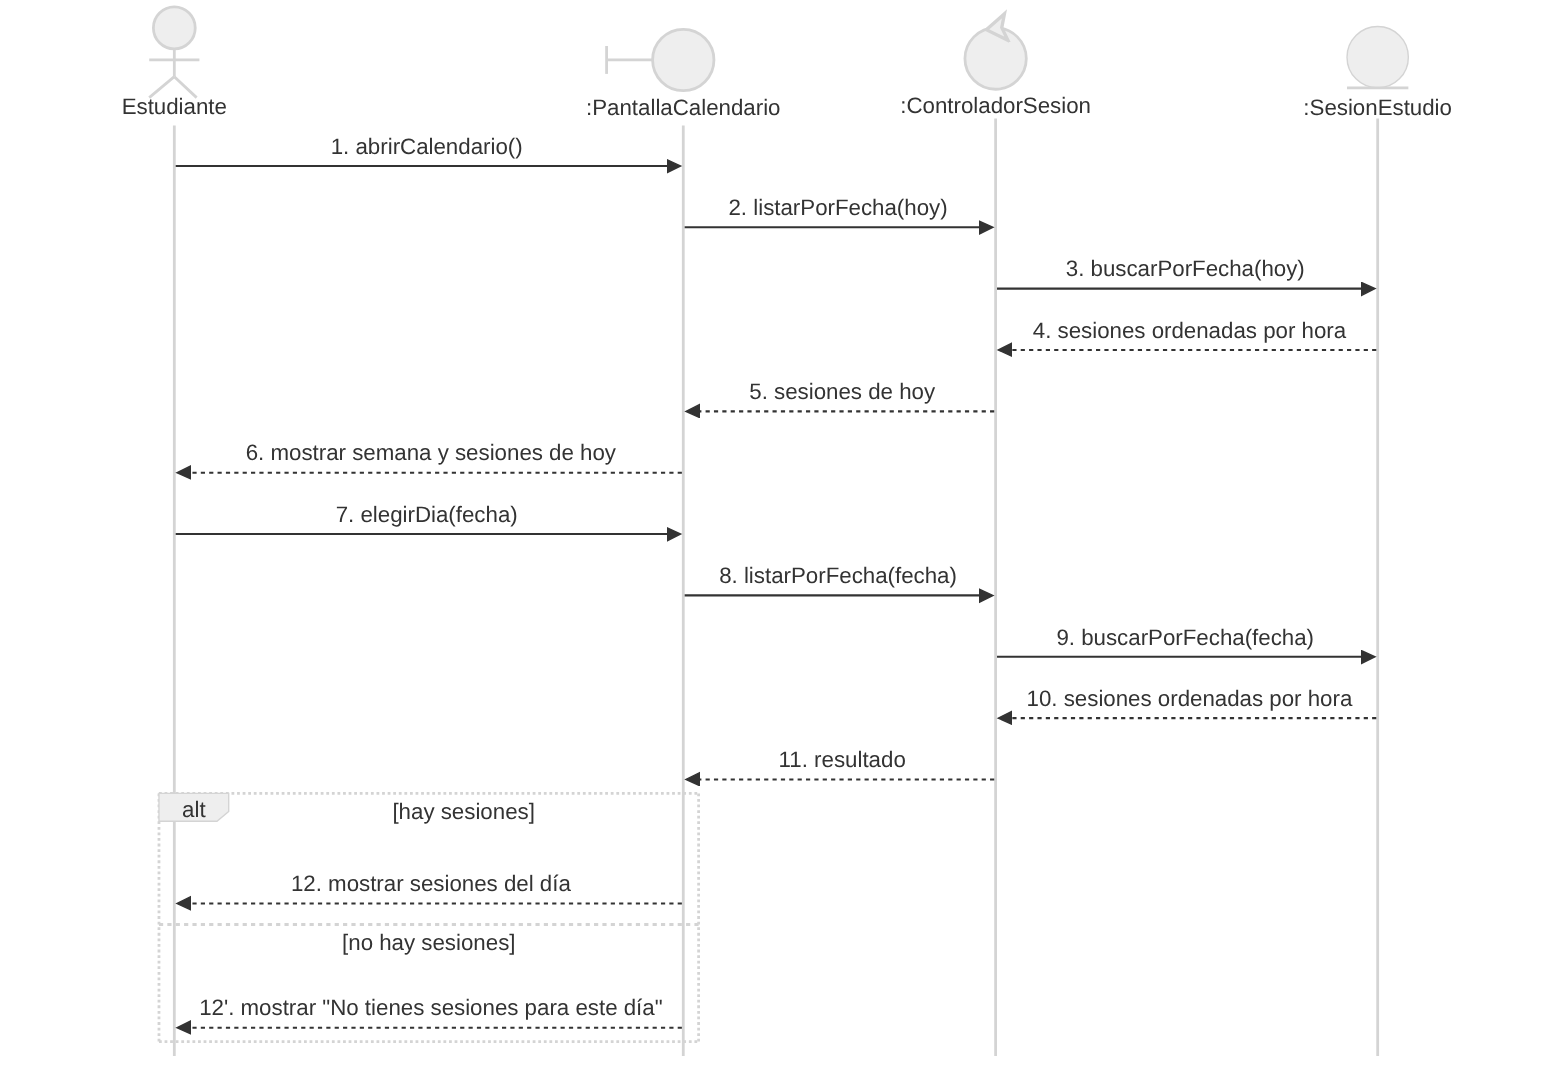 Estudiante
:PantallaCalendario
:ControladorSesion
:SesionEstudio
1. abrirCalendario()
2. listarPorFecha(hoy)
3. buscarPorFecha(hoy)
4. sesiones ordenadas por hora
5. sesiones de hoy
6. mostrar semana y sesiones de hoy
7. elegirDia(fecha)
8. listarPorFecha(fecha)
9. buscarPorFecha(fecha)
10. sesiones ordenadas por hora
11. resultado
alt
[hay sesiones]
12. mostrar sesiones del día
[no hay sesiones]
12'. mostrar "No tienes sesiones para este día"